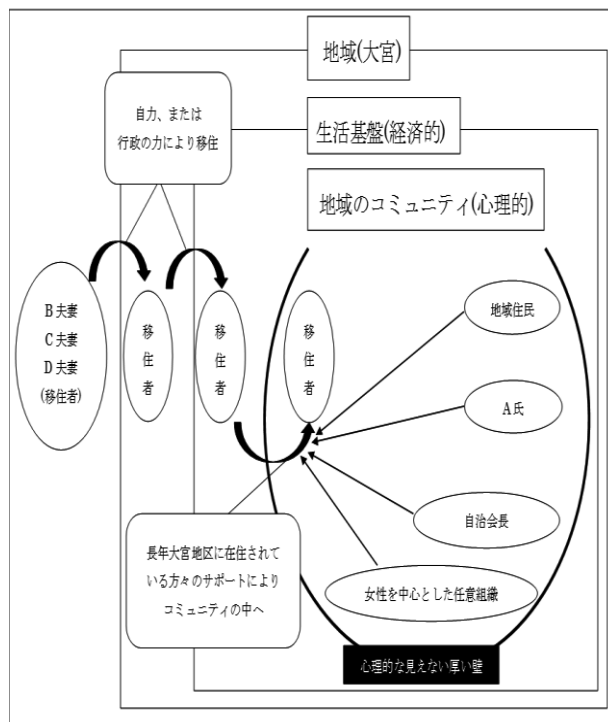 地域(大宮)
自力、または
行政の力により移住
生活基盤(経済的)
地域のコミュニティ(心理的)
B夫妻
C夫妻
D夫妻
(移住者)
移住者
移住者
移住者
地域住民
A氏
自治会長
女性を中心とした任意組織
長年大宮地区に在住されて
いる方々のサポートにより
コミュニティの中へ
心理的な見えない厚い壁